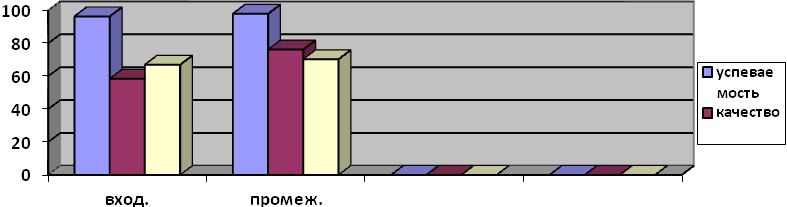 100
80
60
40
20
0
вход.
промеж.
успевае
мость
качество